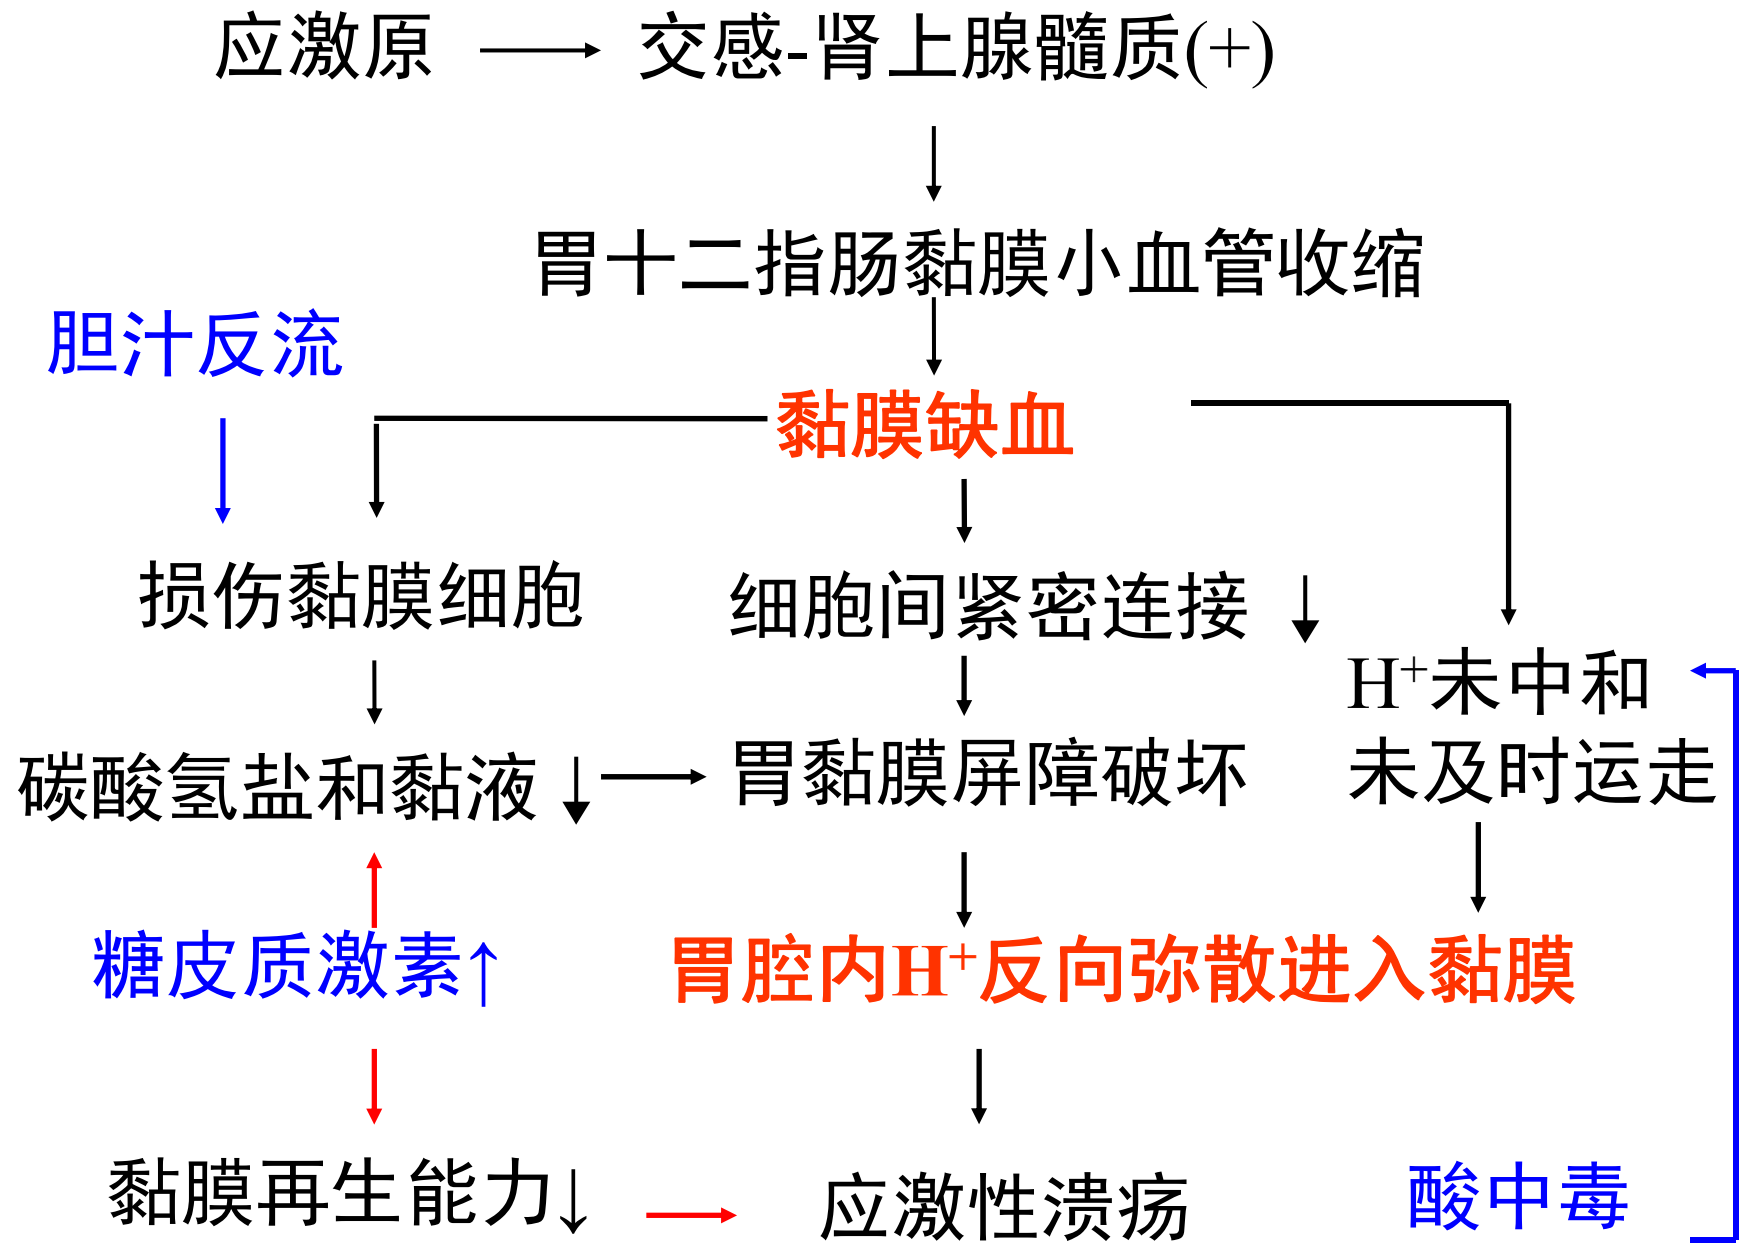 应激原 交感-肾上腺髓质(+)
胃十二指肠黏膜小血管收缩
胆汁反流
黏膜缺血
损伤黏膜细胞
细胞间紧密连接 ↓
H⁺未中和
未及时运走
碳酸氢盐和黏液 ↓
胃黏膜屏障破坏
糖皮质激素↑
胃腔内H⁺反向弥散进入黏膜
黏膜再生能力↓
应激性溃疡
酸中毒